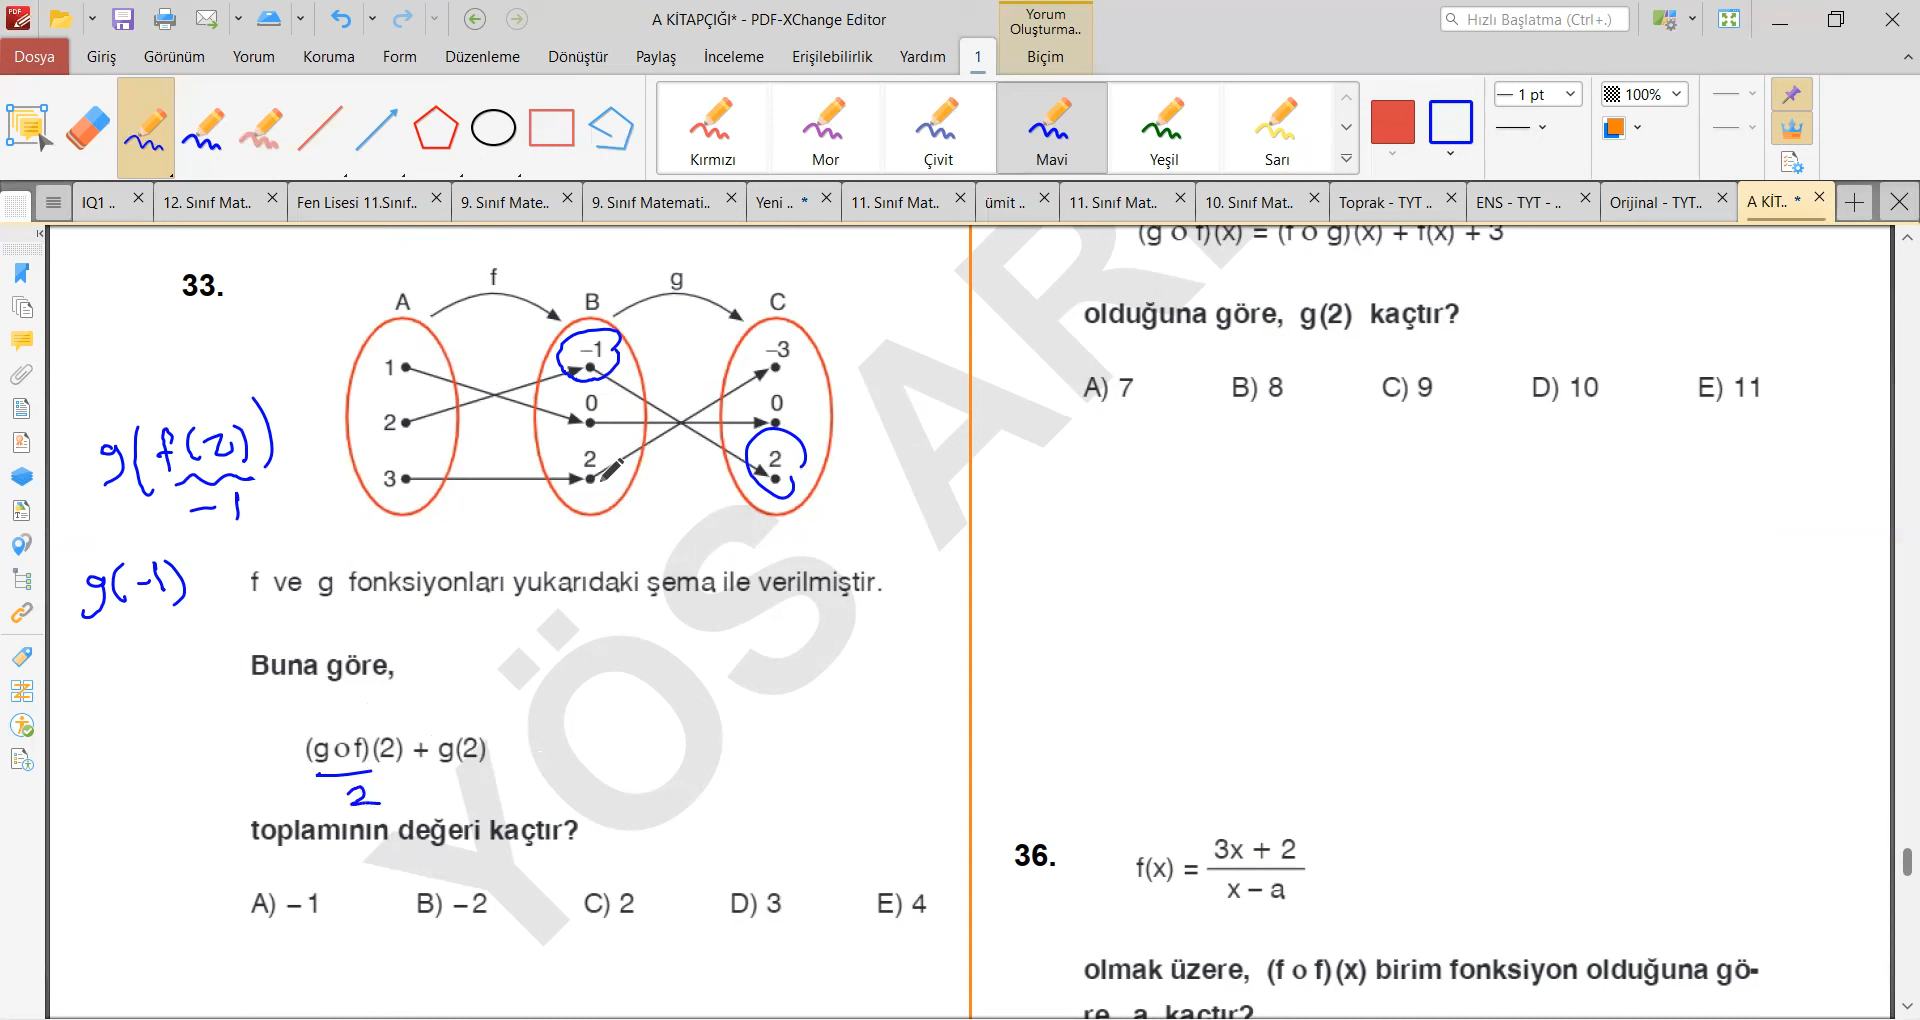 A KİTAPÇIĞI* - PDF-XChange Editor
Yorum Oluşturma..
Hızlı Başlatma (Ctrl+.)
Dosya Giriş Görünüm Yorum Koruma Form Düzenleme Dönüştür Paylaş İnceleme Erişilebilirlik Yardım 1 Biçim
Kırmızı Mor Çivit Mavi Yeşil Sarı
1 pt 100%
IQ1 .. 12. Sınıf Mat.. Fen Lisesi 11.Sınıf.. 9. Sınıf Mate.. 9. Sınıf Matemati.. Yeni .. * 11. Sınıf Mat.. ümit .. 11. Sınıf Mat.. 10. Sınıf Mat.. Toprak - TYT .. ENS - TYT - .. Orijinal - TYT.. A KİT.. *
33.
f g
A B C
1 2 3
-1 0 2
-3 0 2
g(f(2))
-1
g(-1)
f ve g fonksiyonları yukarıdaki şema ile verilmiştir.
Buna göre,
(g o f)(2) + g(2)
2
toplamının değeri kaçtır?
A) – 1 B) – 2 C) 2 D) 3 E) 4
(g o f)(x) = (f o g)(x) + f(x) + 3
olduğuna göre, g(2) kaçtır?
A) 7 B) 8 C) 9 D) 10 E) 11
36.
f(x) = 3x + 2 / x – a
olmak üzere, (f o f)(x) birim fonksiyon olduğuna gö-
re, a kaçtır?